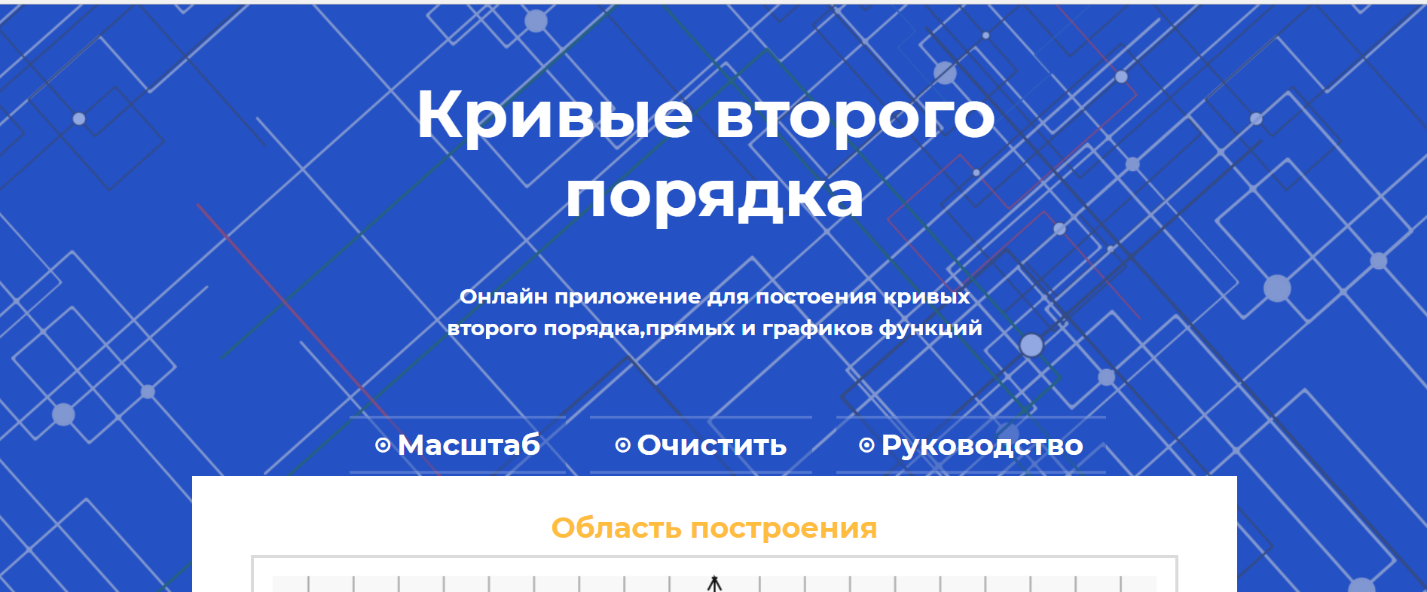 Кривые второго
порядка
Онлайн приложение для постоения кривых
второго порядка,прямых и графиков функций
Масштаб
Очистить
Руководство
Область построения